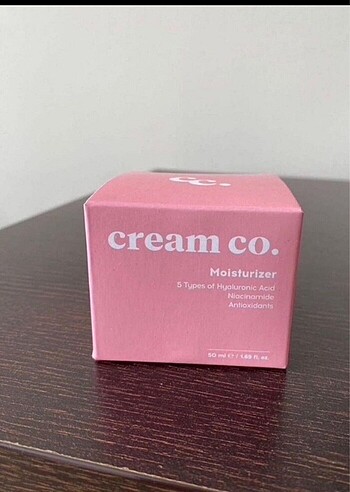 cc.
cream co.
Moisturizer
5 Types of Hyaluronic Acid
Niacinamide
Antioxidants
50 ml ℮ / 1.69 fl. oz.